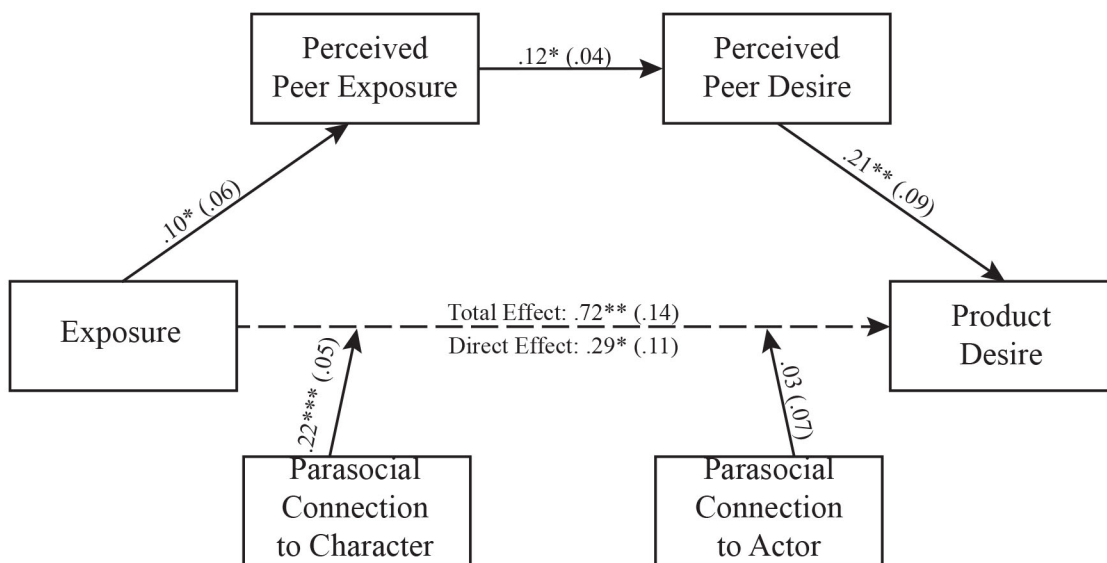 Perceived
Peer Exposure
.12* (.04)
Perceived
Peer Desire
.10* (.06)
.21** (.09)
Exposure
Total Effect: .72** (.14)
Direct Effect: .29* (.11)
Product
Desire
.22*** (.05)
.03 (.07)
Parasocial
Connection
to Character
Parasocial
Connection
to Actor